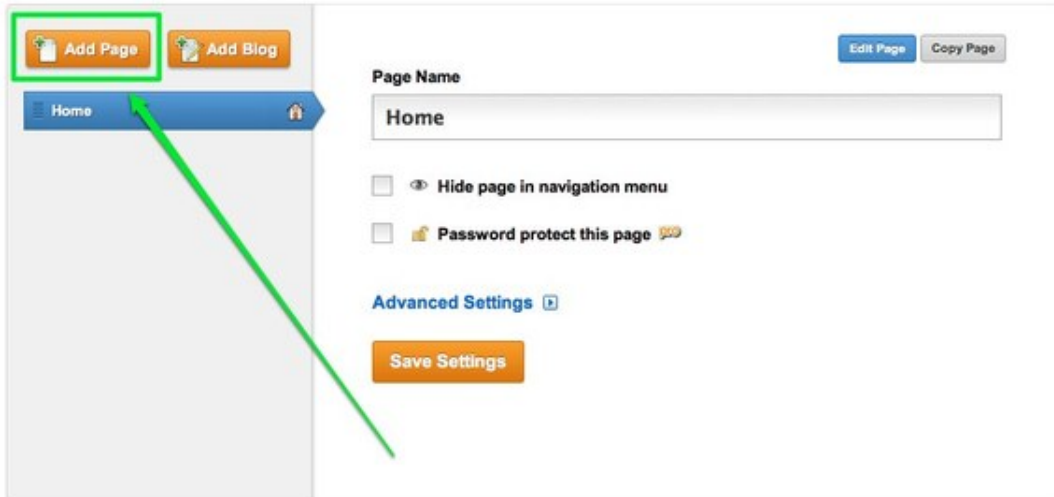 Add Page
Add Blog
Home
Edit Page
Copy Page
Page Name
Home
Hide page in navigation menu
Password protect this page
Advanced Settings
Save Settings